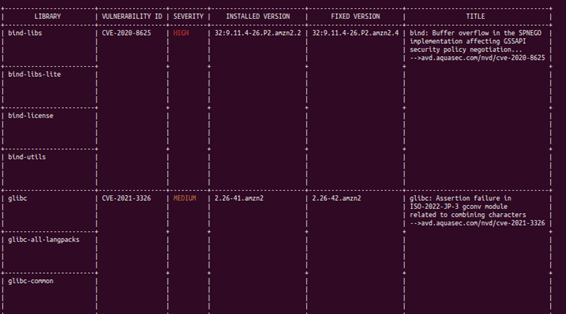 LIBRARY | VULNERABILITY ID | SEVERITY | INSTALLED VERSION | FIXED VERSION | TITLE
bind-libs | CVE-2020-8625 | HIGH | 32:9.11.4-26.P2.amzn2.2 | 32:9.11.4-26.P2.amzn2.4 | bind: Buffer overflow in the SPNEGO
implementation affecting GSSAPI
security policy negotiation...
-->avd.aquasec.com/nvd/cve-2020-8625
bind-libs-lite
bind-license
bind-utils
glibc | CVE-2021-3326 | MEDIUM | 2.26-41.amzn2 | 2.26-42.amzn2 | glibc: Assertion failure in
ISO-2022-JP-3 gconv module
related to combining characters
-->avd.aquasec.com/nvd/cve-2021-3326
glibc-all-langpacks
glibc-common